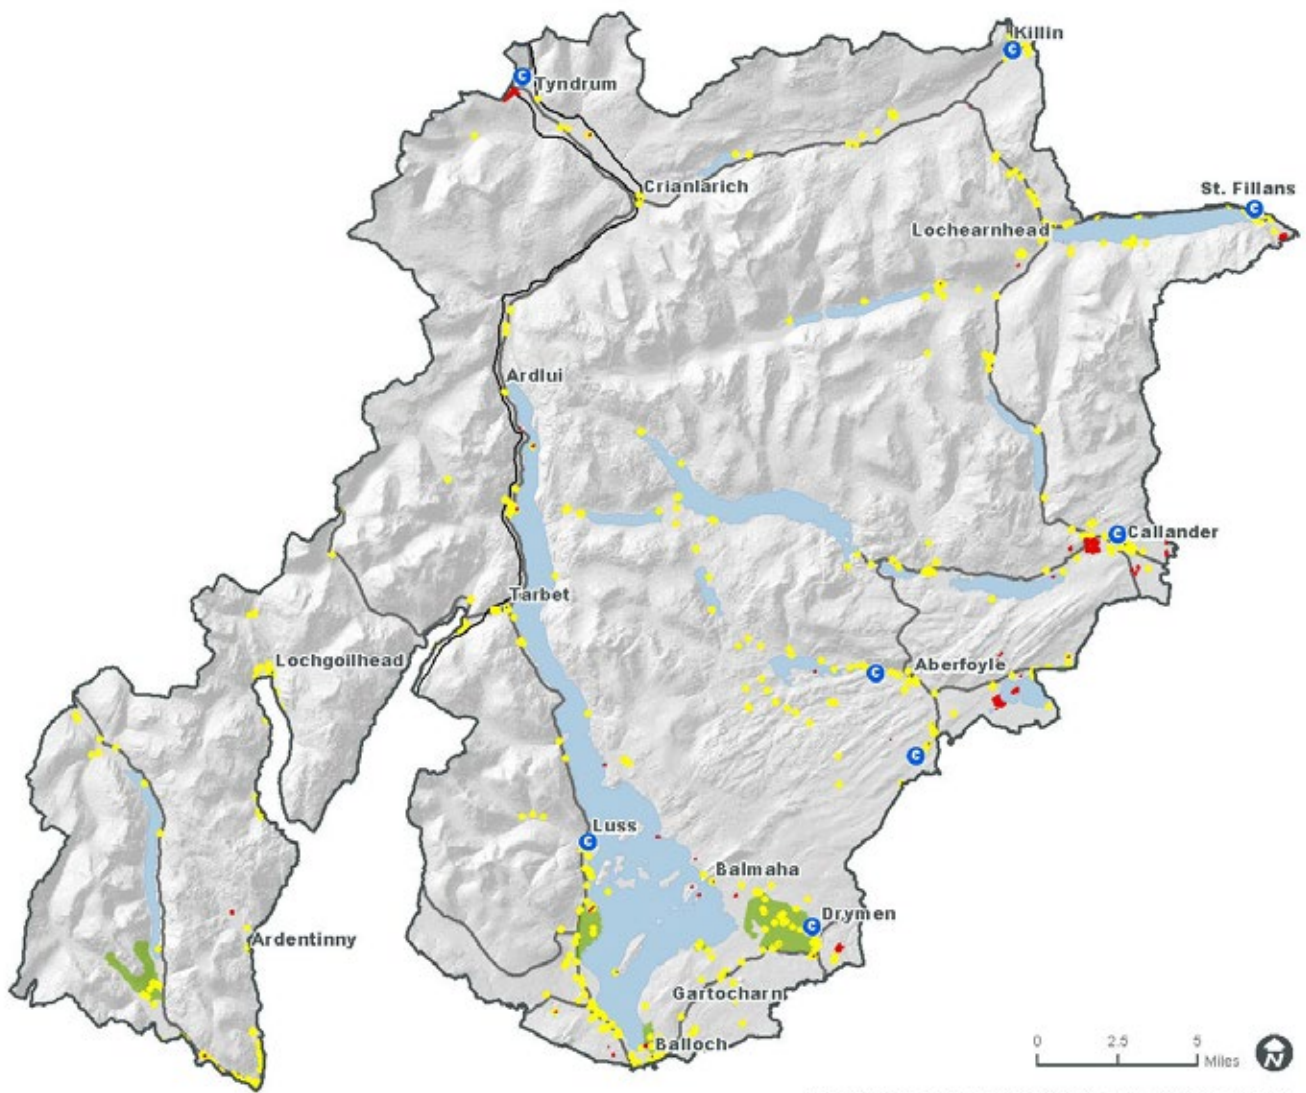 Killin
C
C
Tyndrum
Crianlarich
St. Fillans
C
Lochearnhead
Ardlui
C
Callander
Tarbet
Lochgoilhead
Aberfoyle
C
C
Luss
C
Balmaha
Drymen
C
Ardentinny
Gartocharn
Balloch
0 2.5 5
Miles
N